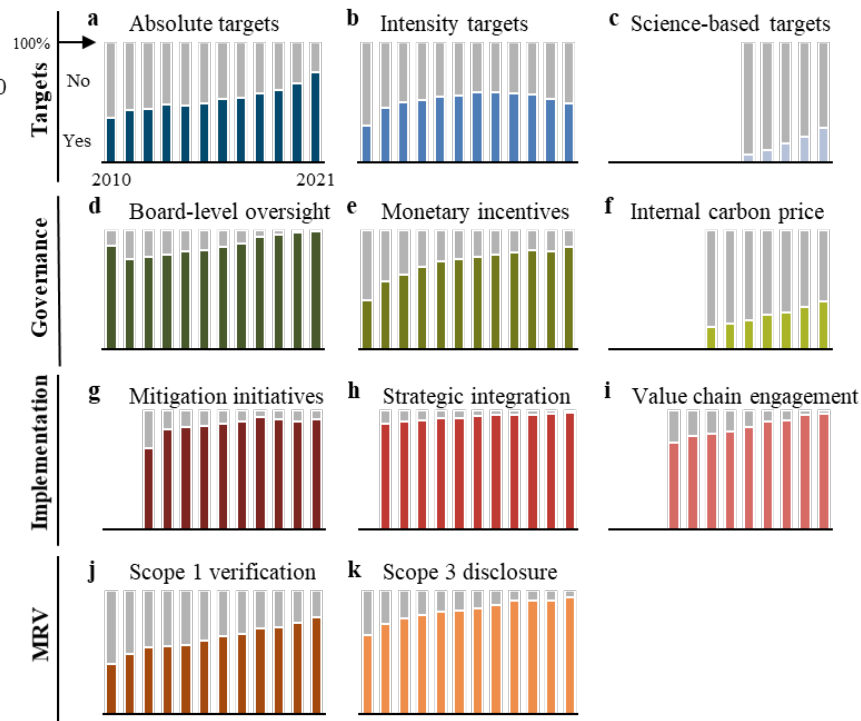 a Absolute targets
b Intensity targets
c Science-based targets
100%
No
Yes
Targets
2010
2021
d Board-level oversight
e Monetary incentives
f Internal carbon price
Governance
g Mitigation initiatives
h Strategic integration
i Value chain engagement
Implementation
j Scope 1 verification
k Scope 3 disclosure
MRV